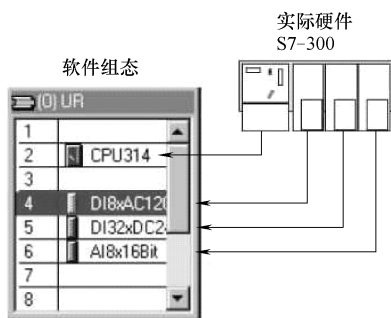 实际硬件
S7-300
软件组态
(0) UR
1
2 CPU314
3
4 DI8xAC120
5 DI32xDC24
6 AI8x16Bit
7
8